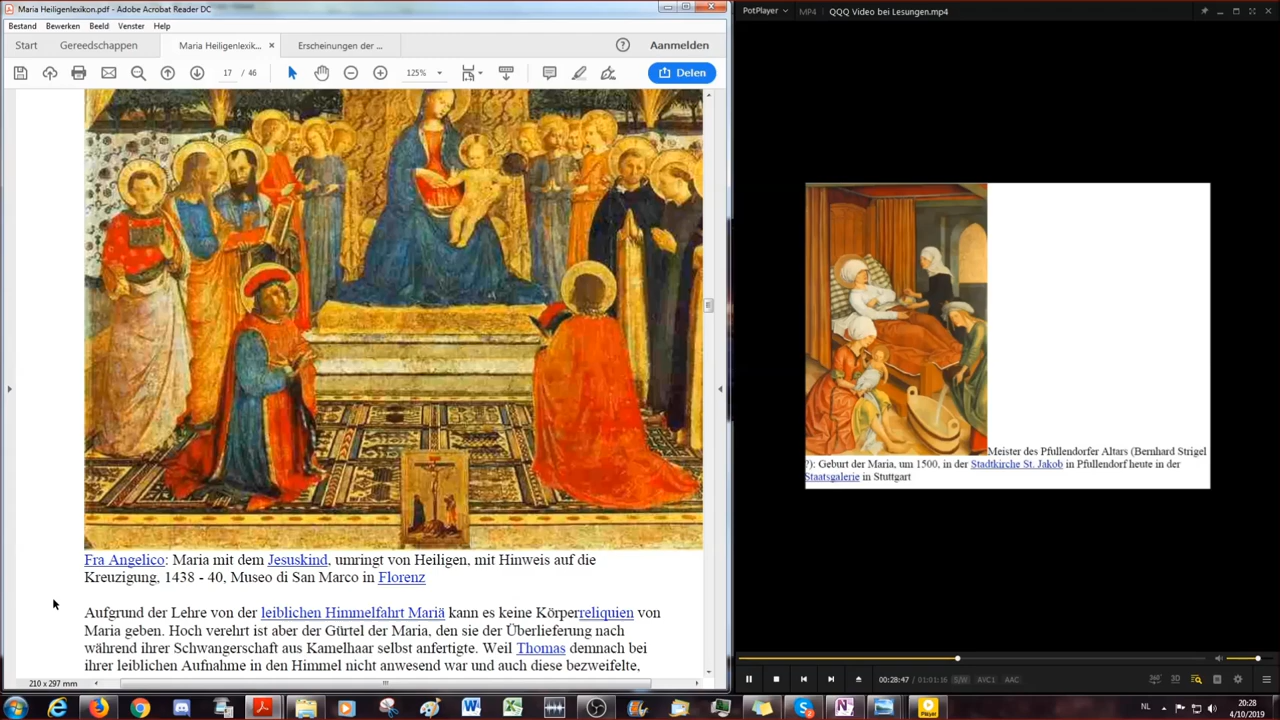 Maria Heiligenlexikon.pdf - Adobe Acrobat Reader DC
Bestand Bewerken Beeld Venster Help
Start Gereedschappen Maria Heiligenlexik... × Erscheinungen der ... Aanmelden
17 / 46 125% Delen
Fra Angelico: Maria mit dem Jesuskind, umringt von Heiligen, mit Hinweis auf die
Kreuzigung, 1438 - 40, Museo di San Marco in Florenz
Aufgrund der Lehre von der leiblichen Himmelfahrt Mariä kann es keine Körperreliquien von
Maria geben. Hoch verehrt ist aber der Gürtel der Maria, den sie der Überlieferung nach
während ihrer Schwangerschaft aus Kamelhaar selbst anfertigte. Weil Thomas demnach bei
ihrer leiblichen Aufnahme in den Himmel nicht anwesend war und auch diese bezweifelte,
210 x 297 mm
PotPlayer MP4 QQQ Video bei Lesungen.mp4
Meister des Pfullendorfer Altars (Bernhard Strigel
?): Geburt der Maria, um 1500, in der Stadtkirche St. Jakob in Pfullendorf heute in der
Staatsgalerie in Stuttgart
00:28:47 / 01:01:16 S/W AVC1 AAC
NL 20:28
4/10/2019